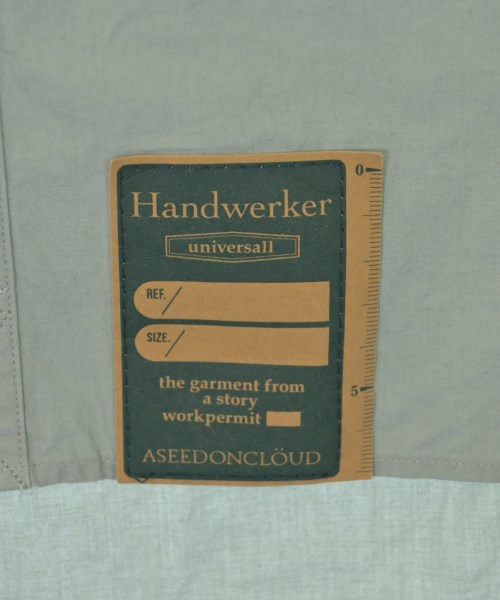 Handwerker
universall
REF. /
SIZE. /
the garment from
a story
workpermit
ASEEDONCLÖUD
0
5